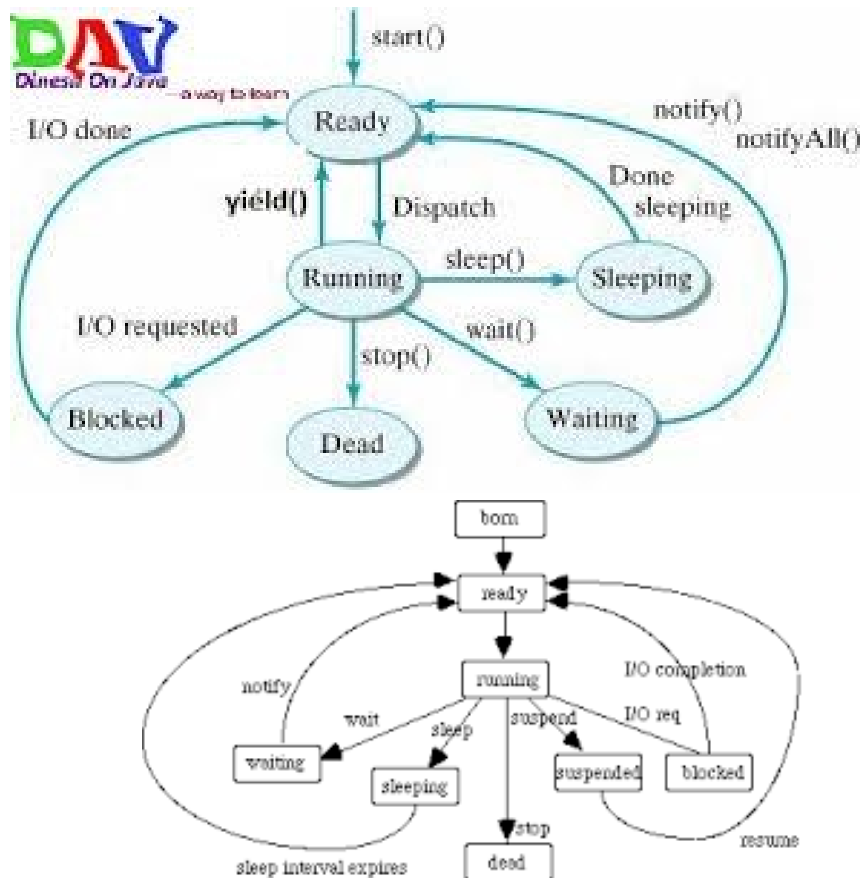 DAV
Dinesh On Java
a way to learn
start()
I/O done
Ready
notify()
notifyAll()
yield()
Dispatch
Done
sleeping
Running
sleep()
Sleeping
I/O requested
stop()
wait()
Blocked
Dead
Waiting
born
ready
notify
running
I/O completion
wait
sleep
suspend
I/O req
waiting
sleeping
suspended
blocked
stop
resume
sleep interval expires
dead